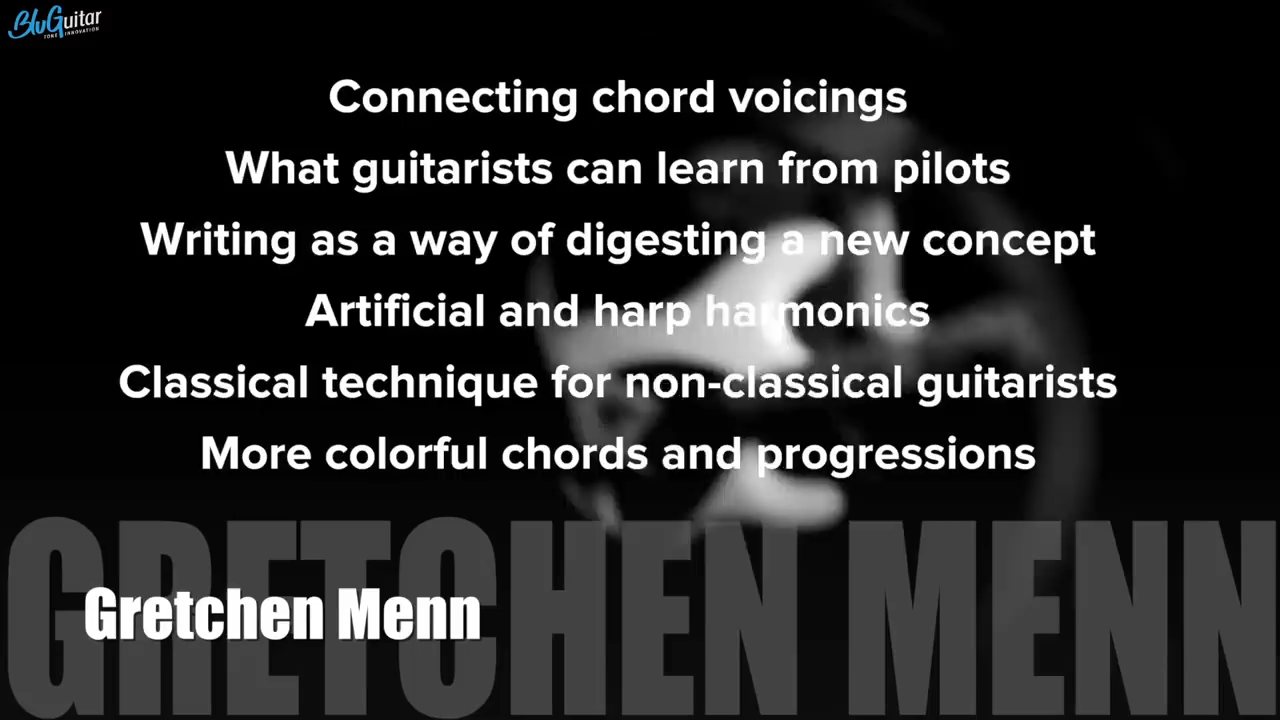 BluGuitar
TONE INNOVATION
Connecting chord voicings
What guitarists can learn from pilots
Writing as a way of digesting a new concept
Artificial and harp harmonics
Classical technique for non-classical guitarists
More colorful chords and progressions
GRETCHEN MENN
Gretchen Menn